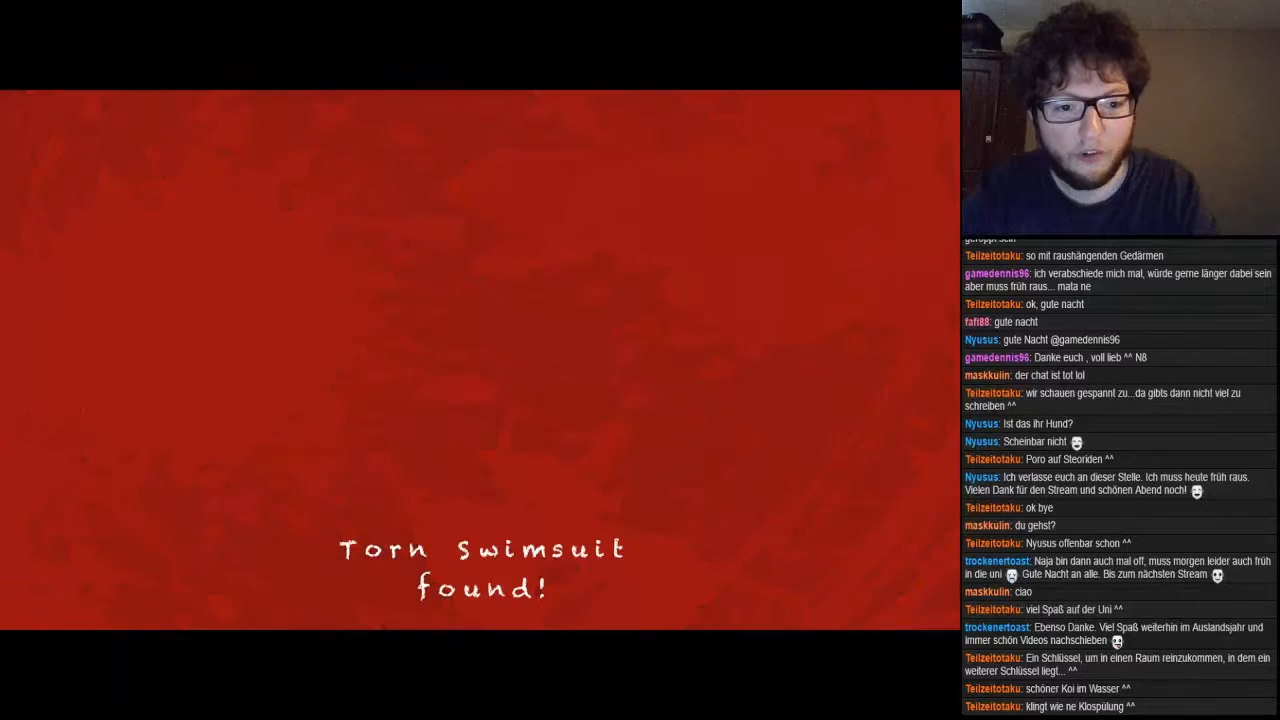 Torn Swimsuit
found!
Teilzeitotaku: so mit raushängenden Gedärmen
gamedennis96: ich verabschiede mich mal, würde gerne länger dabei sein
aber muss früh raus... mata ne
Teilzeitotaku: ok, gute nacht
fafi88: gute nacht
Nyusus: gute Nacht @gamedennis96
gamedennis96: Danke euch , voll lieb ^^ N8
maskkulin: der chat ist tot lol
Teilzeitotaku: wir schauen gespannt zu...da gibts dann nicht viel zu
schreiben ^^
Nyusus: Ist das ihr Hund?
Nyusus: Scheinbar nicht
Teilzeitotaku: Poro auf Steoriden ^^
Nyusus: Ich verlasse euch an dieser Stelle. Ich muss heute früh raus.
Vielen Dank für den Stream und schönen Abend noch!
Teilzeitotaku: ok bye
maskkulin: du gehst?
Teilzeitotaku: Nyusus offenbar schon ^^
trockenertoast: Naja bin dann auch mal off, muss morgen leider auch früh
in die uni Gute Nacht an alle. Bis zum nächsten Stream
maskkulin: ciao
Teilzeitotaku: viel Spaß auf der Uni ^^
trockenertoast: Ebenso Danke. Viel Spaß weiterhin im Auslandsjahr und
immer schön Videos nachschieben
Teilzeitotaku: Ein Schlüssel, um in einen Raum reinzukommen, in dem ein
weiterer Schlüssel liegt... ^^
Teilzeitotaku: schöner Koi im Wasser ^^
Teilzeitotaku: klingt wie ne Klospülung ^^